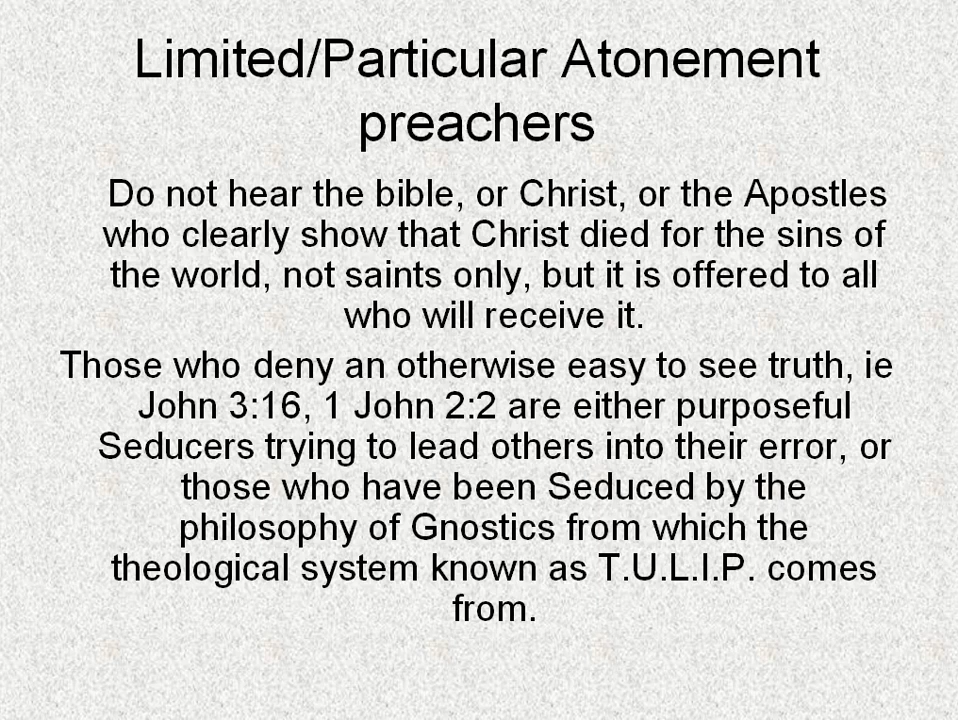 Limited/Particular Atonement
preachers
Do not hear the bible, or Christ, or the Apostles
who clearly show that Christ died for the sins of
the world, not saints only, but it is offered to all
who will receive it.
Those who deny an otherwise easy to see truth, ie
John 3:16, 1 John 2:2 are either purposeful
Seducers trying to lead others into their error, or
those who have been Seduced by the
philosophy of Gnostics from which the
theological system known as T.U.L.I.P. comes
from.